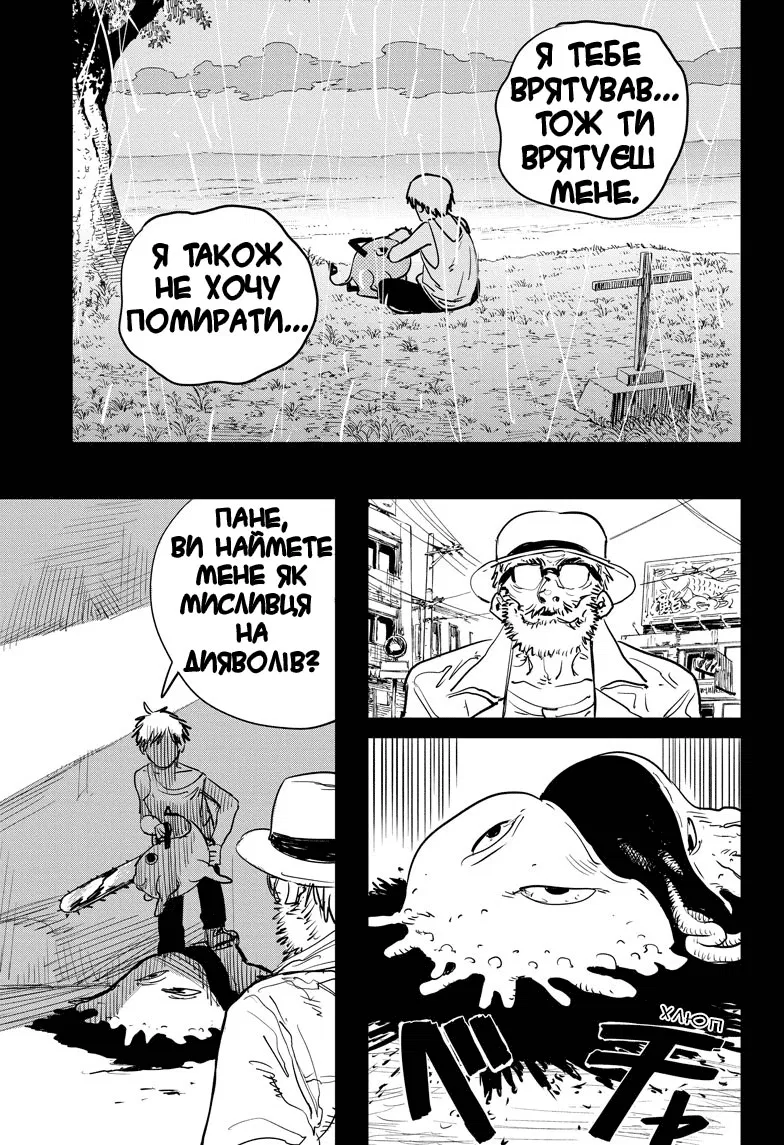 Я ТЕБЕ
ВРЯТУВАВ...
ТОЖ ТИ
ВРЯТУЄШ
МЕНЕ.
Я ТАКОЖ
НЕ ХОЧУ
ПОМИРАТИ...
ХЛЮП
ПАНЕ,
ВИ НАЙМЕТЕ
МЕНЕ ЯК
МИСЛИВЦЯ
НА
ДИЯВОЛІВ?